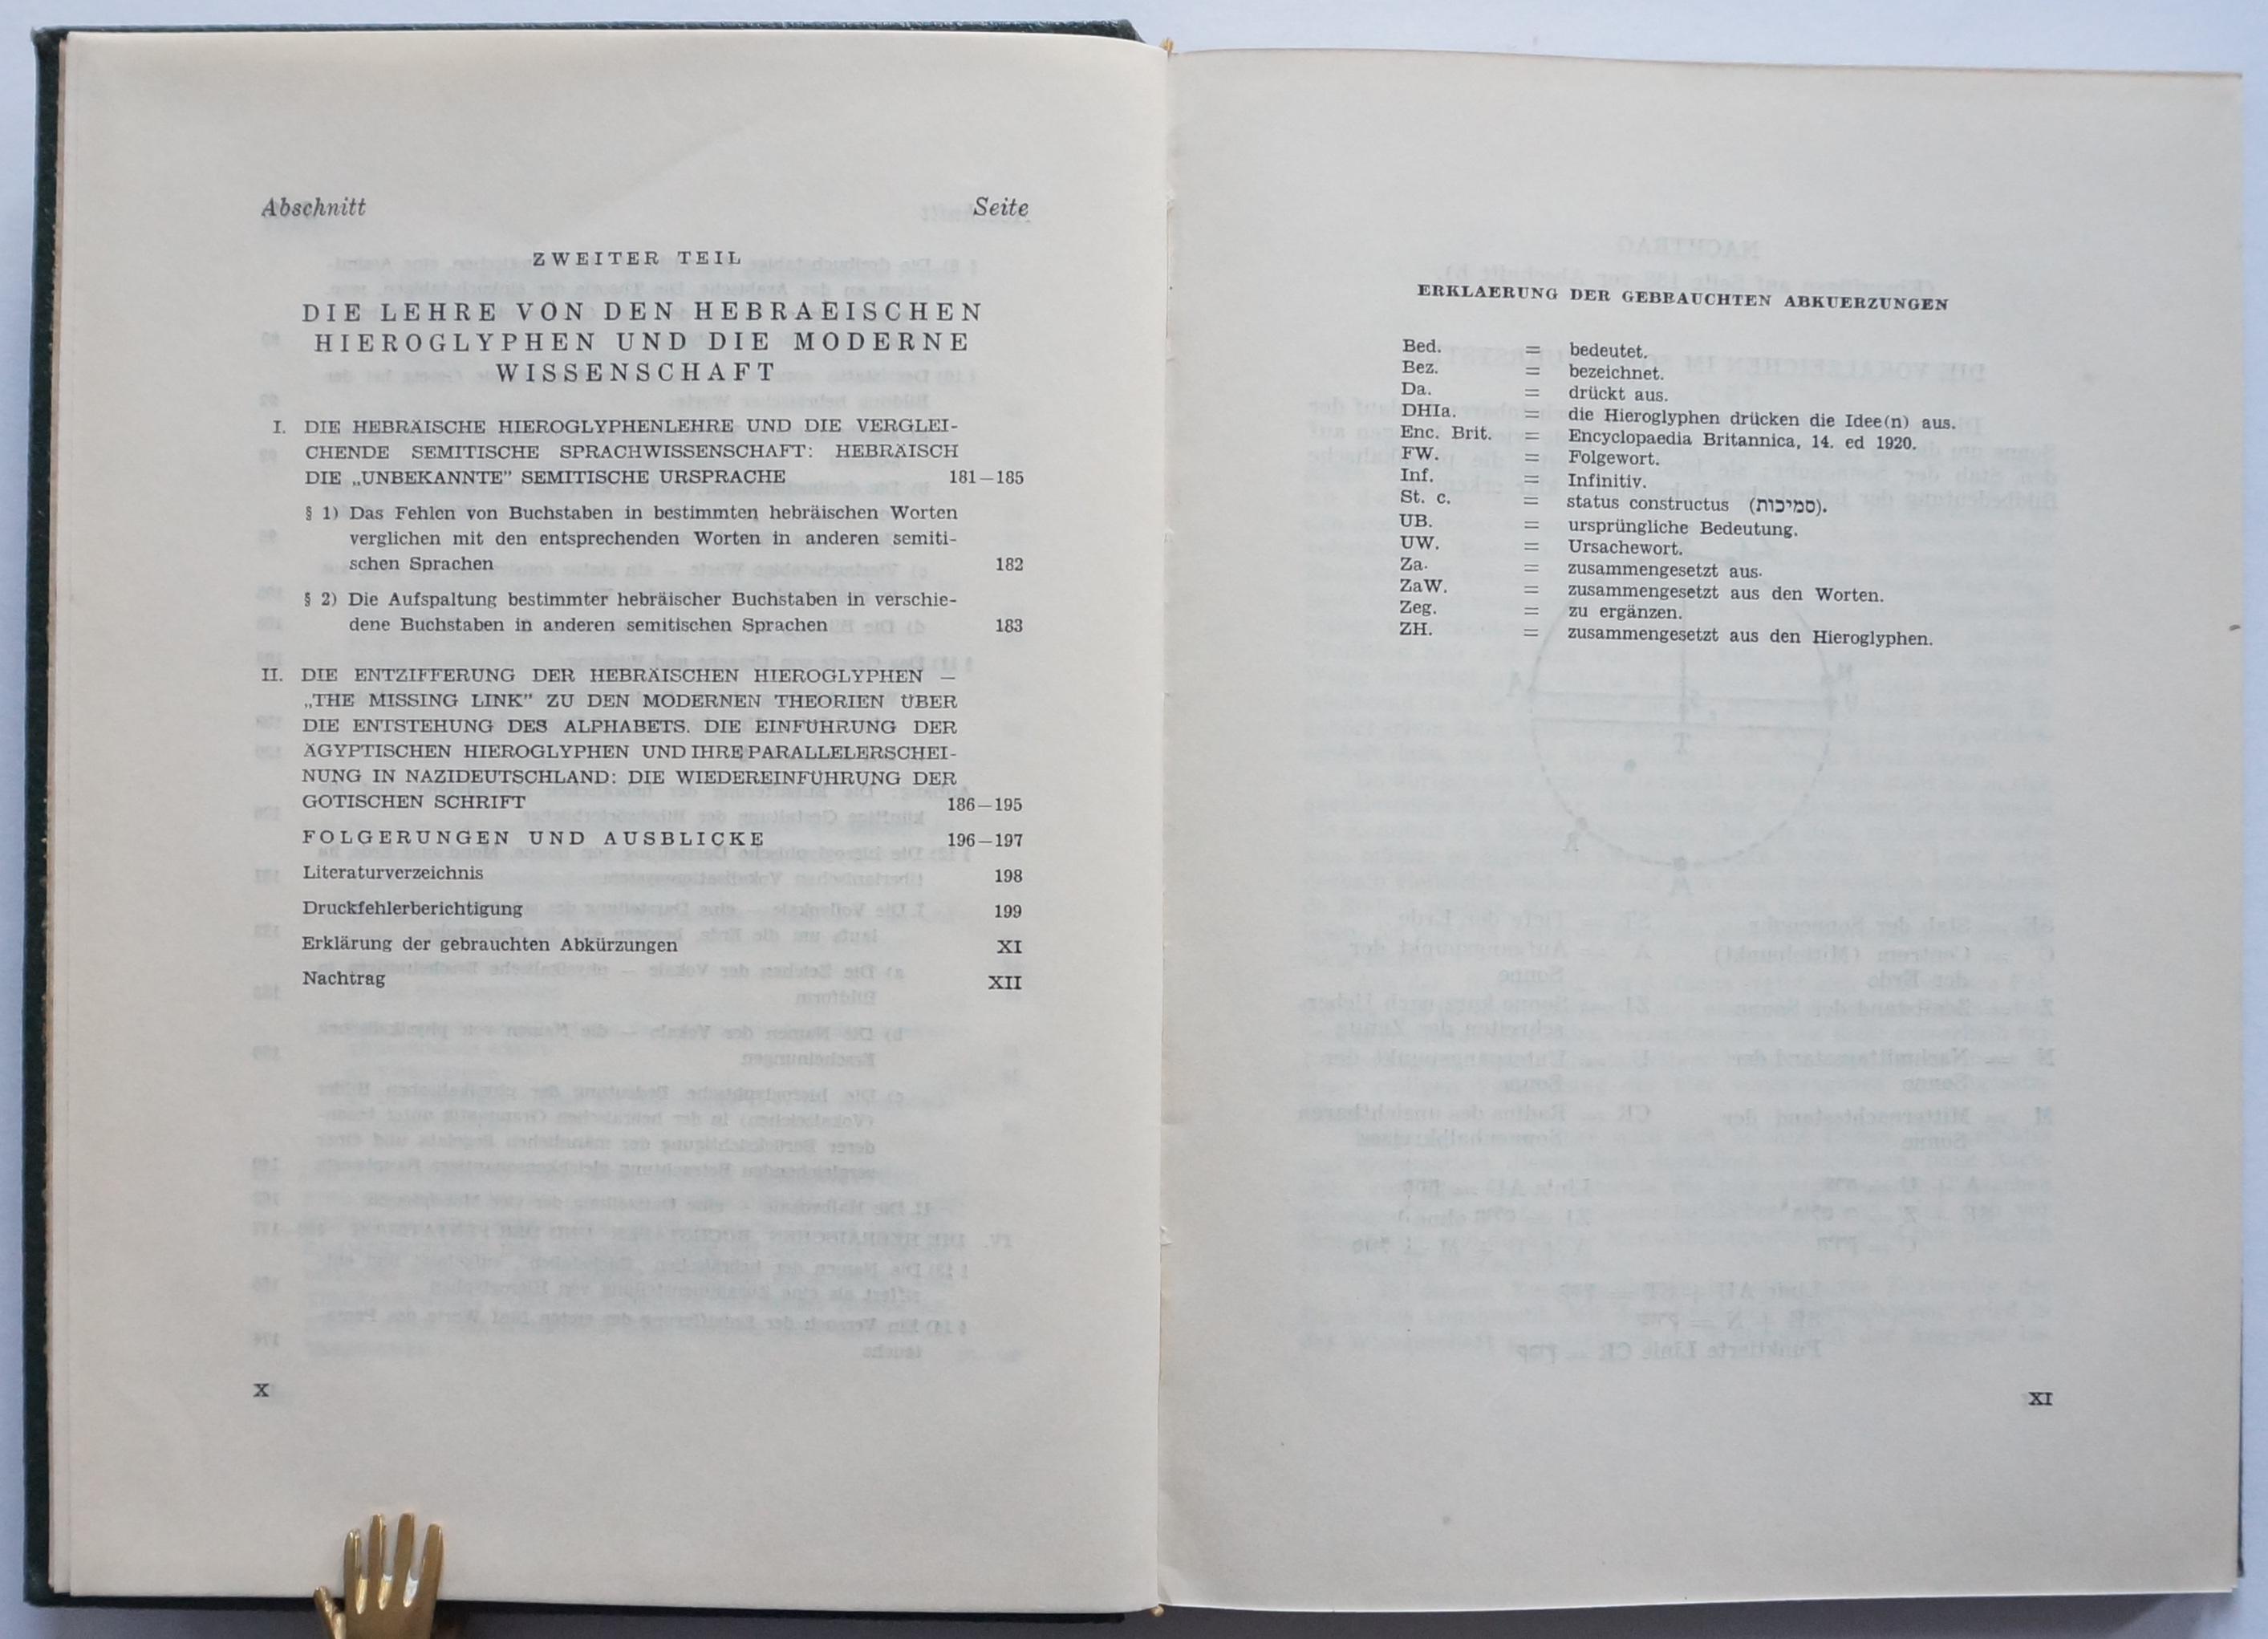 Abschnitt Seite
ZWEITER TEIL
DIE LEHRE VON DEN HEBRAEISCHEN
HIEROGLYPHEN UND DIE MODERNE
WISSENSCHAFT
I. DIE HEBRÄISCHE HIEROGLYPHENLEHRE UND DIE VERGLEI-
CHENDE SEMITISCHE SPRACHWISSENSCHAFT: HEBRÄISCH
DIE „UNBEKANNTE" SEMITISCHE URSPRACHE 181—185
§ 1) Das Fehlen von Buchstaben in bestimmten hebräischen Worten
verglichen mit den entsprechenden Worten in anderen semiti-
schen Sprachen 182
§ 2) Die Aufspaltung bestimmter hebräischer Buchstaben in verschie-
dene Buchstaben in anderen semitischen Sprachen 183
II. DIE ENTZIFFERUNG DER HEBRÄISCHEN HIEROGLYPHEN —
„THE MISSING LINK" ZU DEN MODERNEN THEORIEN ÜBER
DIE ENTSTEHUNG DES ALPHABETS. DIE EINFÜHRUNG DER
ÄGYPTISCHEN HIEROGLYPHEN UND IHRE PARALLELERSCHEI-
NUNG IN NAZIDEUTSCHLAND: DIE WIEDEREINFÜHRUNG DER
GOTISCHEN SCHRIFT 186—195
FOLGERUNGEN UND AUSBLICKE 196—197
Literaturverzeichnis 198
Druckfehlerberichtigung 199
Erklärung der gebrauchten Abkürzungen XI
Nachtrag XII
X
ERKLAERUNG DER GEBRAUCHTEN ABKUERZUNGEN
Bed. = bedeutet.
Bez. = bezeichnet.
Da. = drückt aus.
DHIa. = die Hieroglyphen drücken die Idee(n) aus.
Enc. Brit. = Encyclopaedia Britannica, 14. ed 1920.
FW. = Folgewort.
Inf. = Infinitiv.
St. c. = status constructus (סמיכות).
UB. = ursprüngliche Bedeutung.
UW. = Ursachewort.
Za. = zusammengesetzt aus.
ZaW. = zusammengesetzt aus den Worten.
Zeg. = zu ergänzen.
ZH. = zusammengesetzt aus den Hieroglyphen.
XI